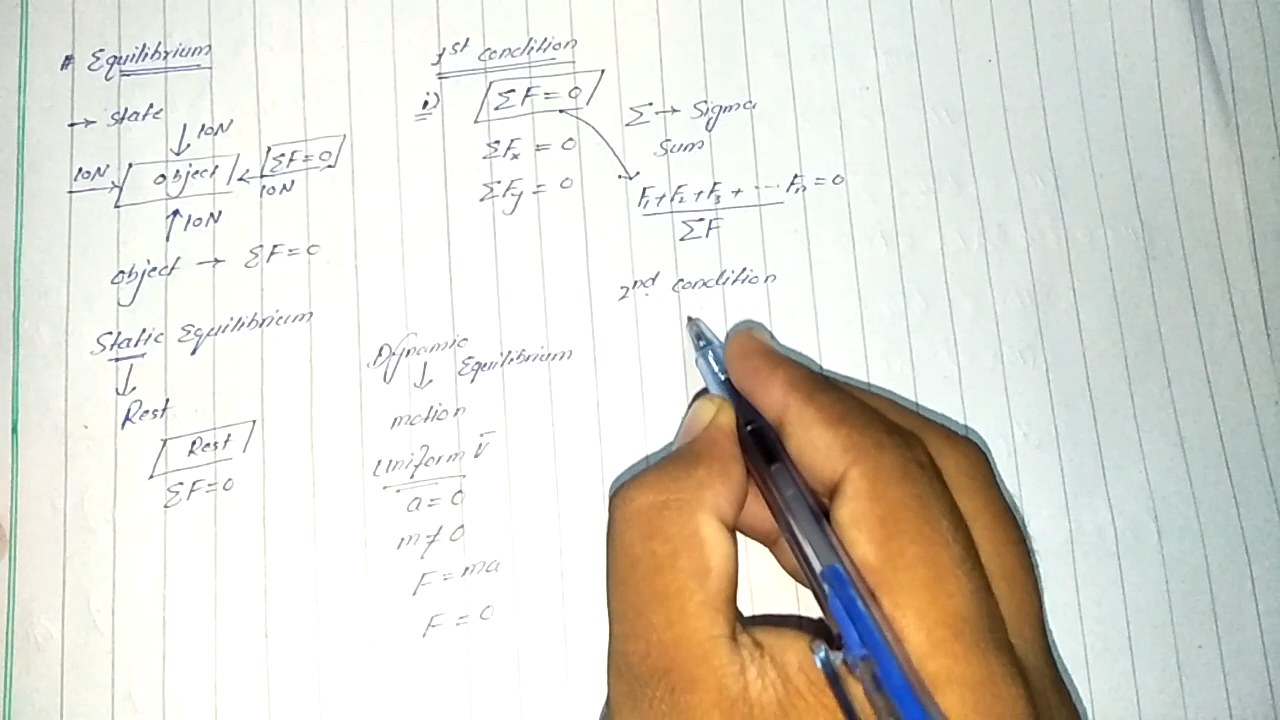 # Equilibrium
→ State
↓ 10N
10N → object ← ΣF=0
10N
↑ 10N
object → ΣF=0
Static Equilibrium
↓
Rest
Rest
ΣF=0
Dynamic Equilibrium
↓
motion
Uniform V̄
a = 0
m ≠ 0
F = ma
F = 0
1st condition
i) ΣF=0
ΣFx = 0
ΣFy = 0
Σ → Sigma
Sum
F1+F2+F3+ ... Fn = 0
ΣF
2nd condition